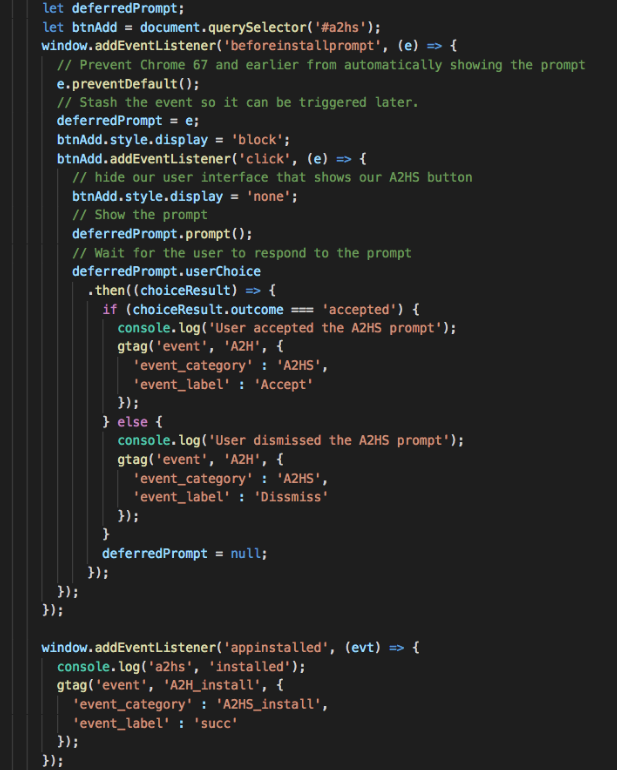 let deferredPrompt;
let btnAdd = document.querySelector('#a2hs');
window.addEventListener('beforeinstallprompt', (e) => {
  // Prevent Chrome 67 and earlier from automatically showing the prompt
  e.preventDefault();
  // Stash the event so it can be triggered later.
  deferredPrompt = e;
  btnAdd.style.display = 'block';
  btnAdd.addEventListener('click', (e) => {
    // hide our user interface that shows our A2HS button
    btnAdd.style.display = 'none';
    // Show the prompt
    deferredPrompt.prompt();
    // Wait for the user to respond to the prompt
    deferredPrompt.userChoice
      .then((choiceResult) => {
        if (choiceResult.outcome === 'accepted') {
          console.log('User accepted the A2HS prompt');
          gtag('event', 'A2H', {
            'event_category' : 'A2HS',
            'event_label' : 'Accept'
          });
        } else {
          console.log('User dismissed the A2HS prompt');
          gtag('event', 'A2H', {
            'event_category' : 'A2HS',
            'event_label' : 'Dissmiss'
          });
        }
        deferredPrompt = null;
      });
  });
});

window.addEventListener('appinstalled', (evt) => {
  console.log('a2hs', 'installed');
  gtag('event', 'A2H_install', {
    'event_category' : 'A2HS_install',
    'event_label' : 'succ'
  });
});